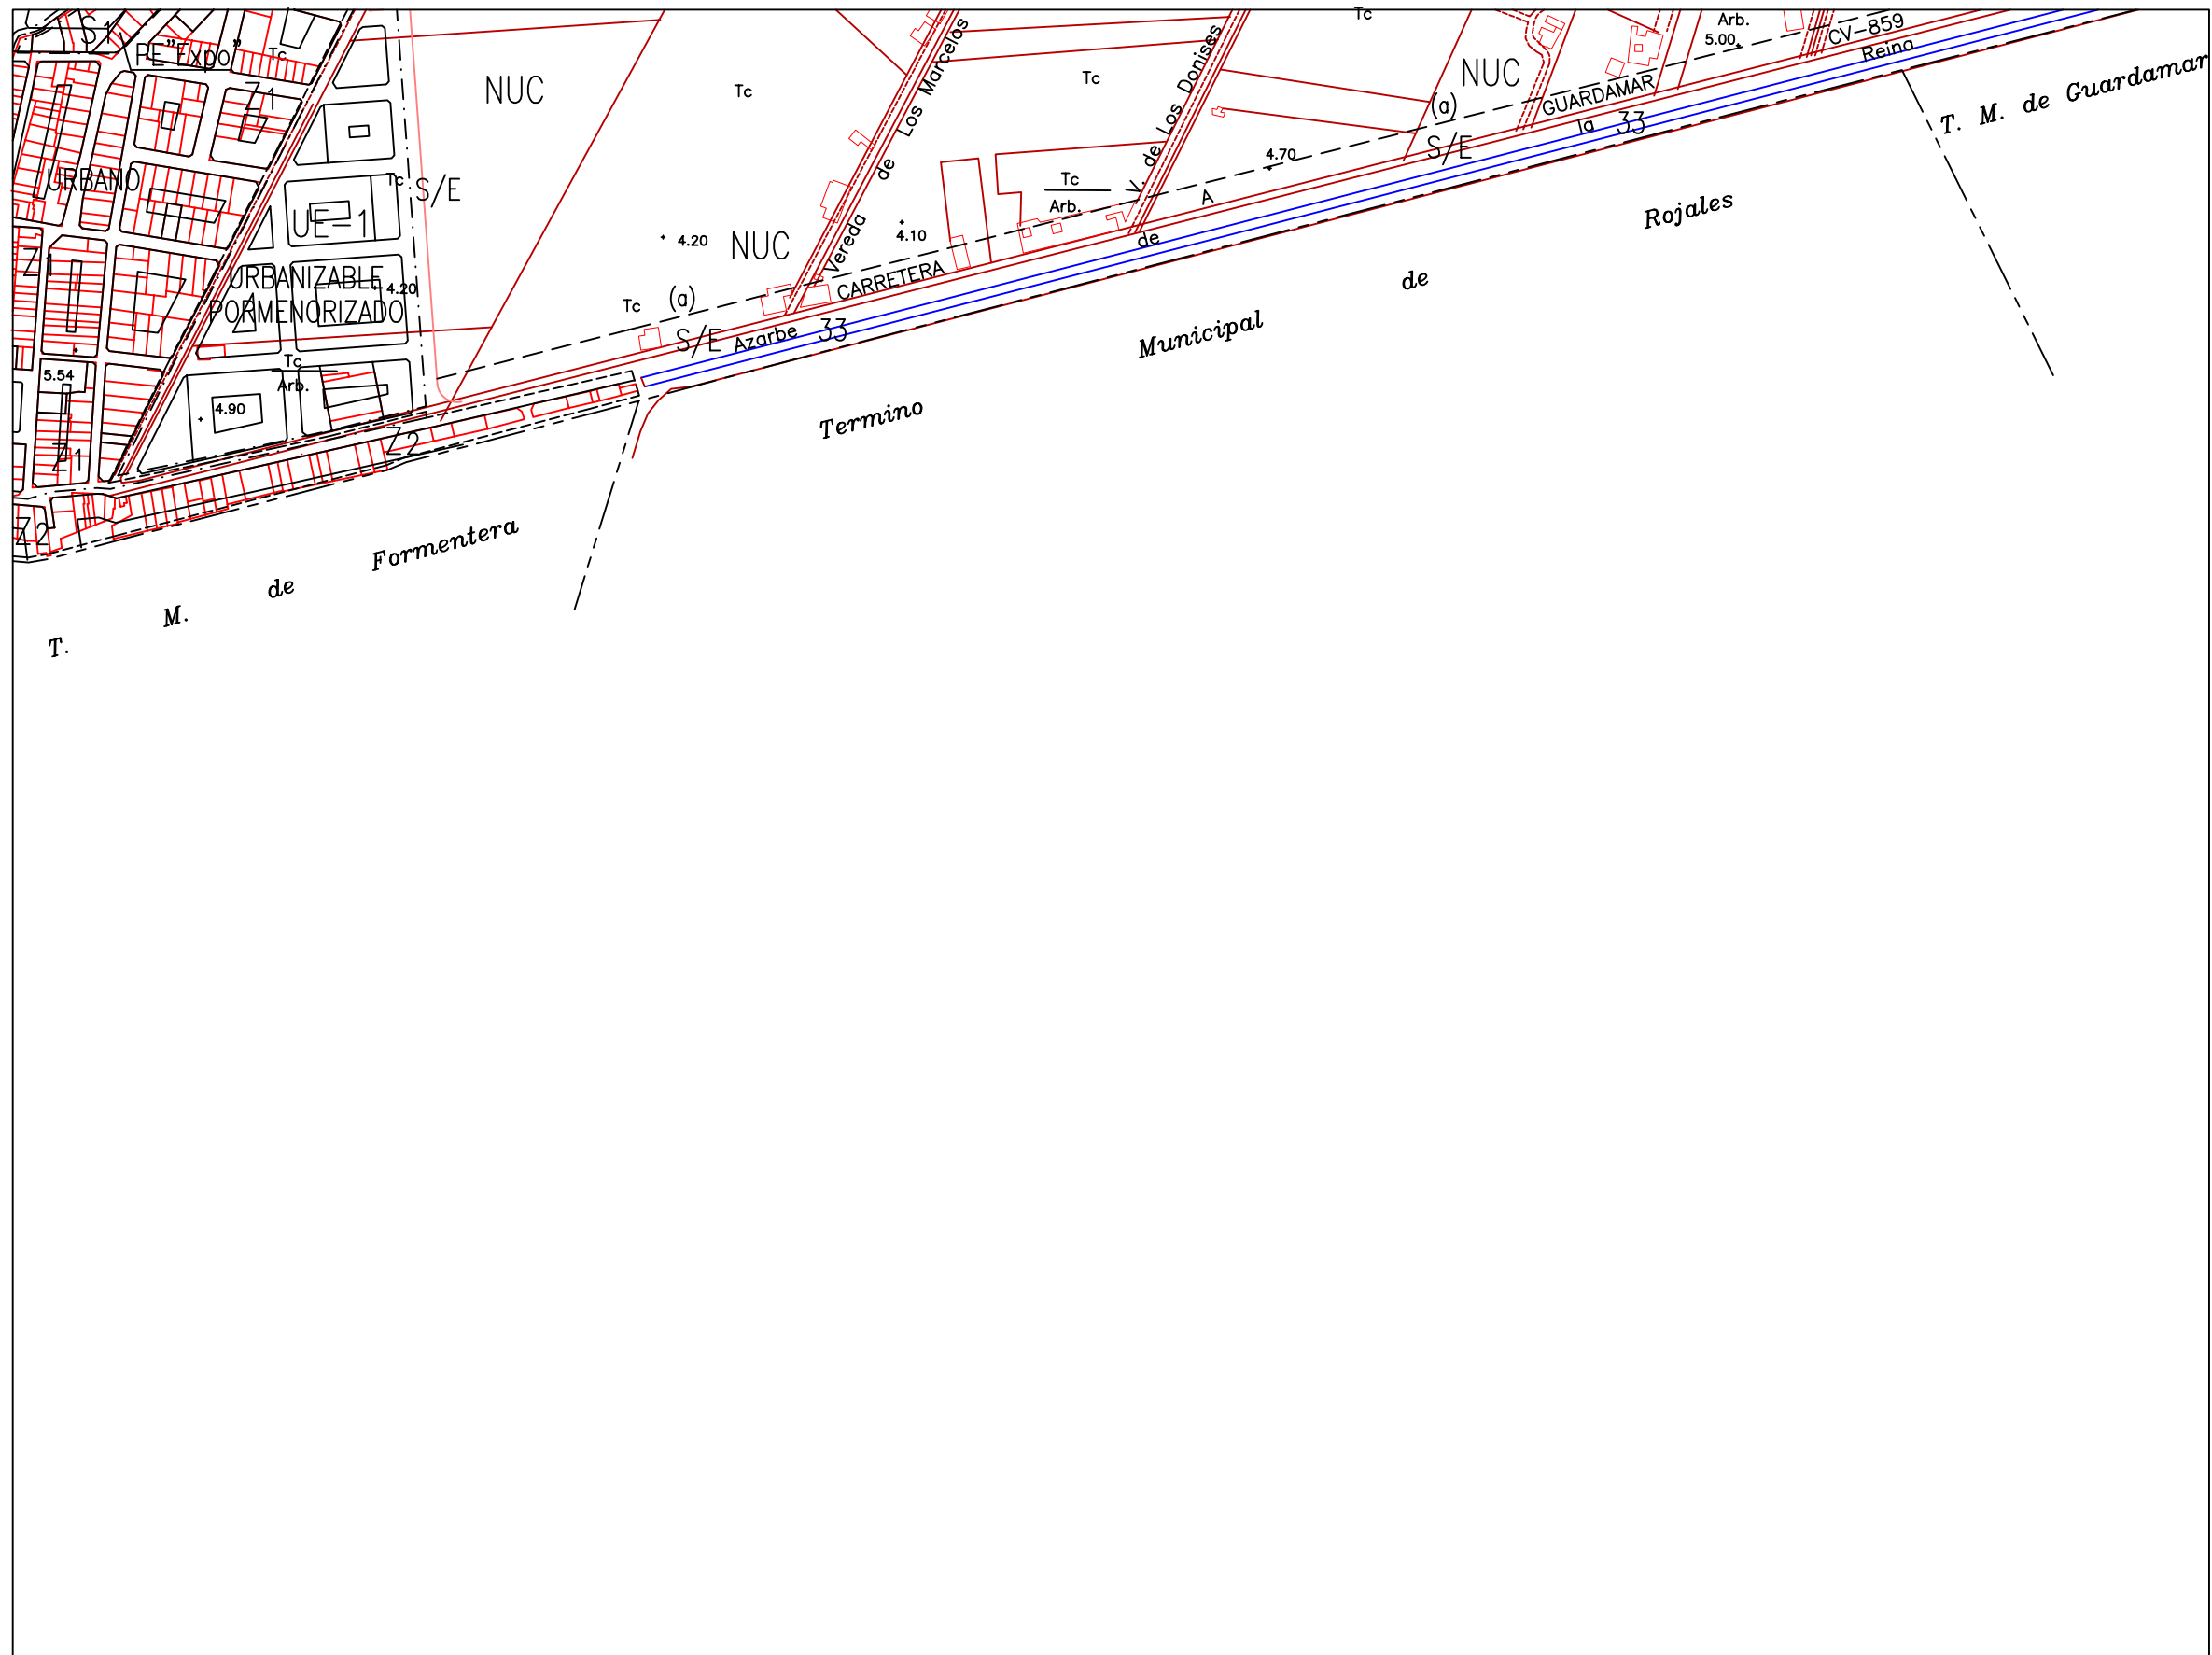 S1
PE "Expo"
Tc
Z1
URBANO
Tc
S/E
UE-1
Z1
URBANIZABLE
PORMENORIZADO
4.20
Tc
Arb.
5.54
4.90
Z1
Z2
Z2
NUC
Tc
4.20
NUC
Tc
(a)
S/E
Vereda de Los Marcelos
4.10
Tc
Tc
Arb.
V. de Los Donises
4.70
Tc
NUC
(a)
S/E
Arb.
5.00
CARRETERA A GUARDAMAR CV-859
Azarbe 33 de la 33 Reina
T. M. de Formentera
Termino Municipal de Rojales
T. M. de Guardamar